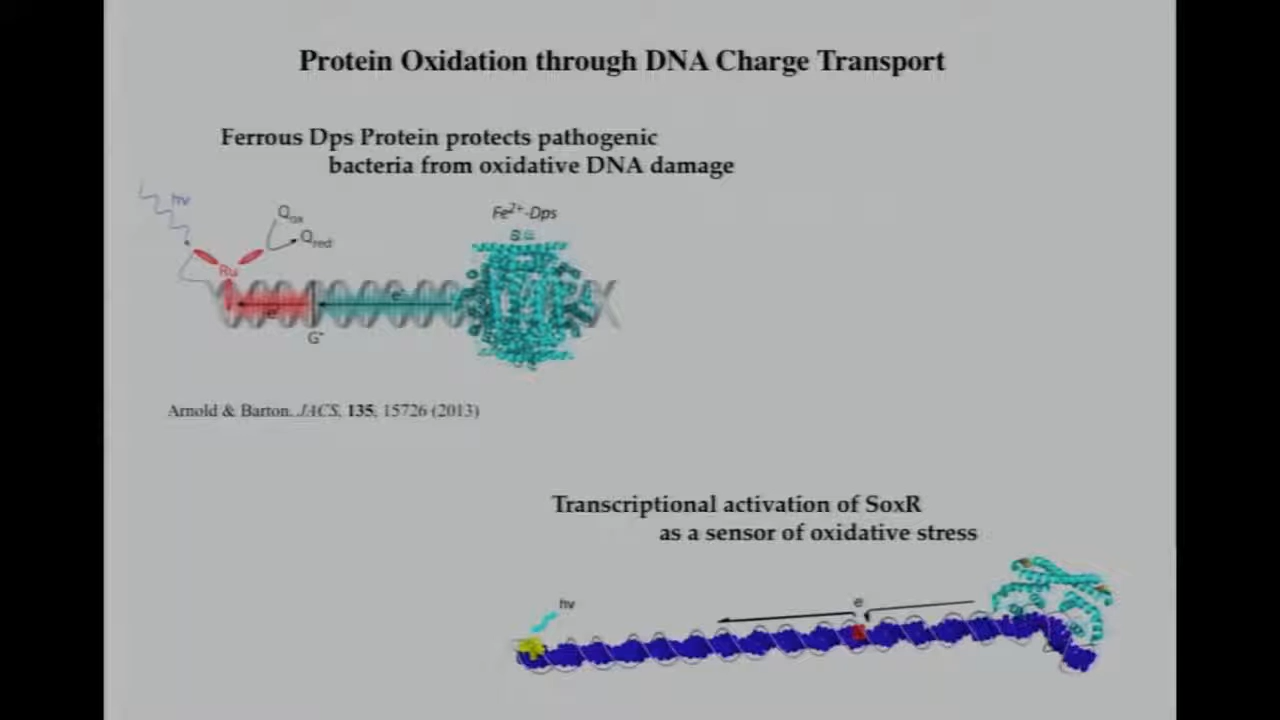 Protein Oxidation through DNA Charge Transport
Ferrous Dps Protein protects pathogenic
bacteria from oxidative DNA damage
hν
Qox
Qred
Fe2+-Dps
Ru
e-
e-
G•
Arnold & Barton, JACS, 135, 15726 (2013)
Transcriptional activation of SoxR
as a sensor of oxidative stress
hν
e